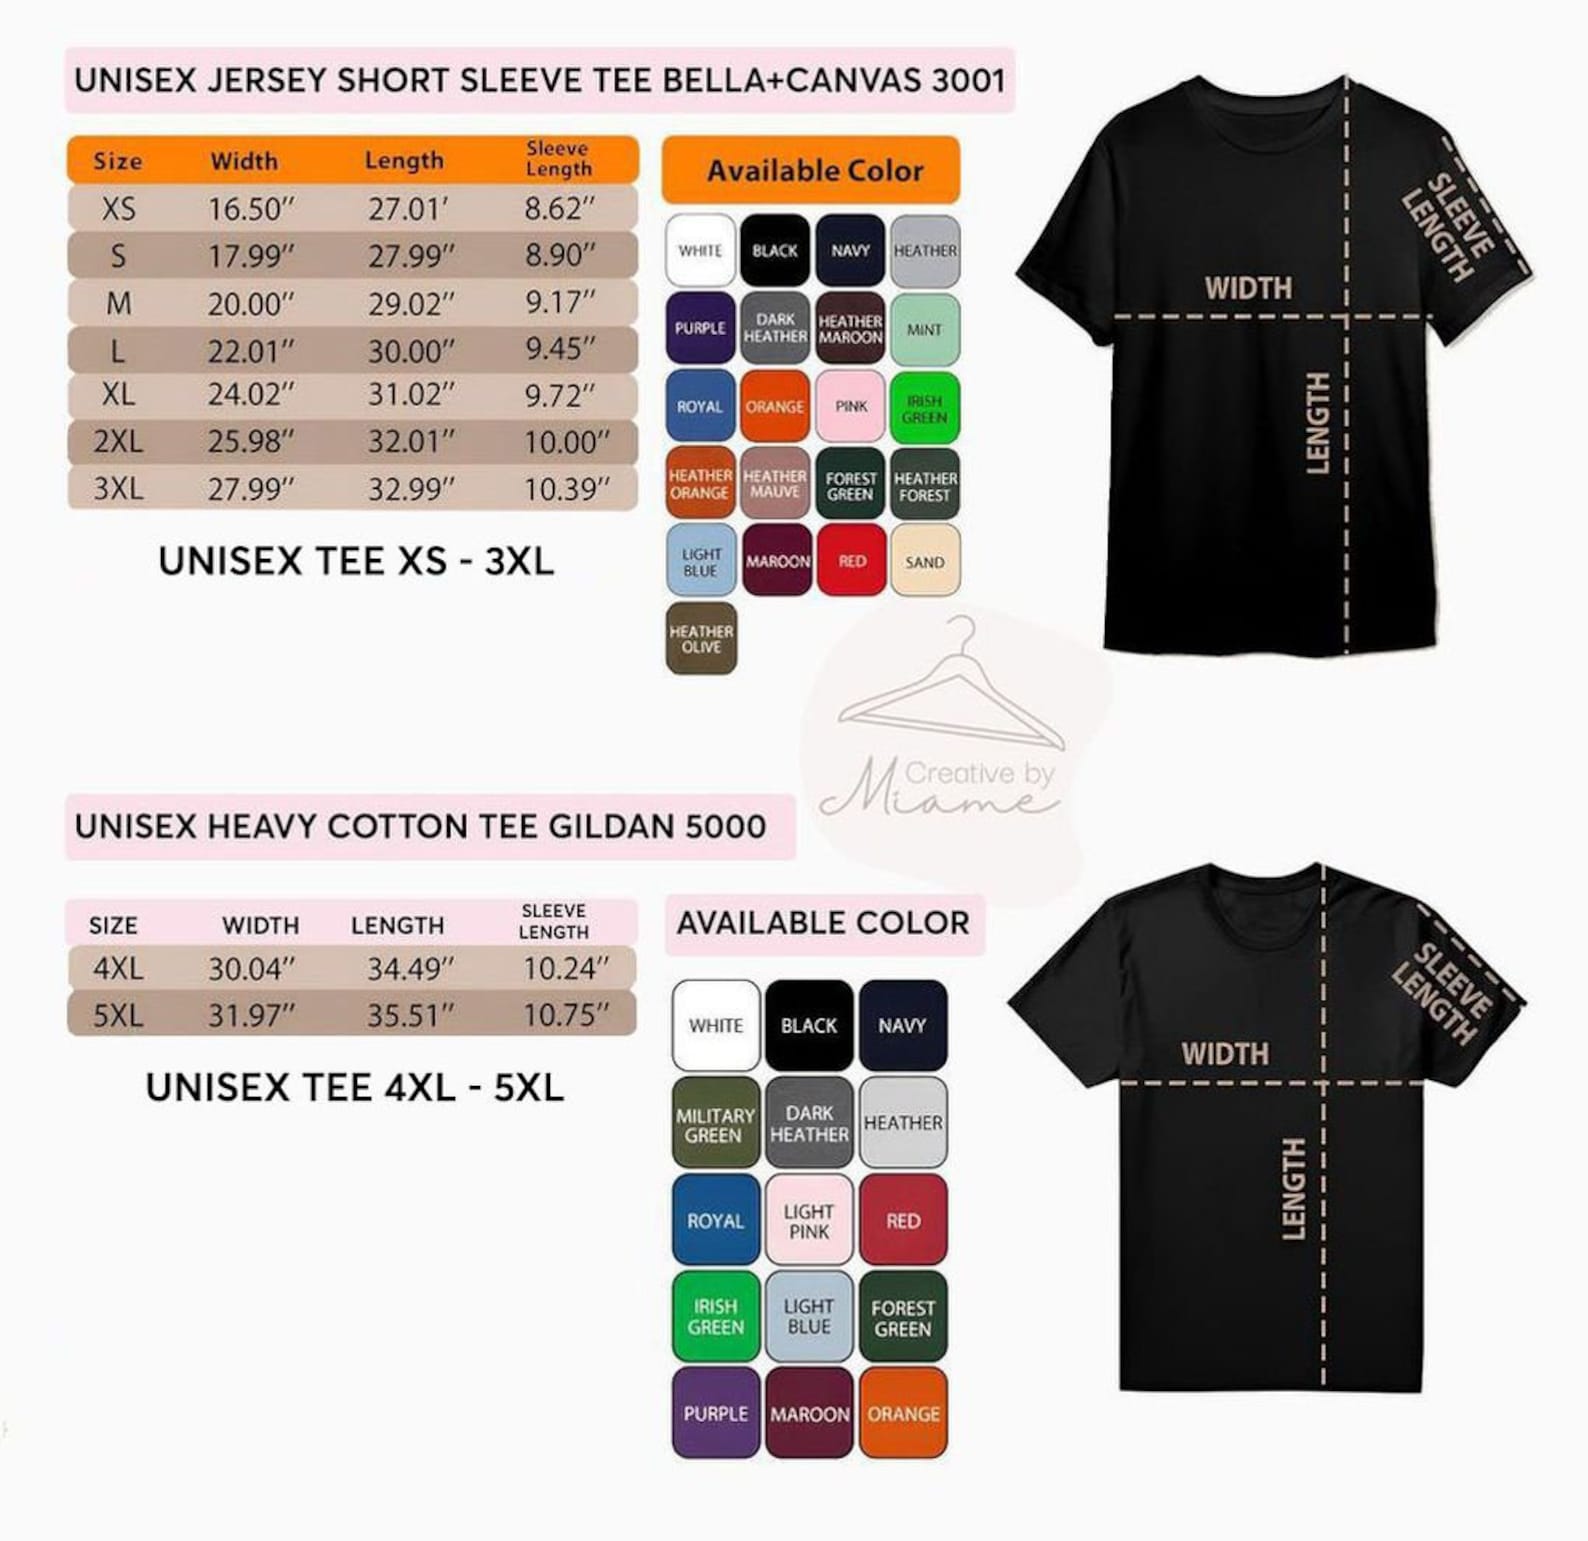 UNISEX JERSEY SHORT SLEEVE TEE BELLA+CANVAS 3001
Size Width Length Sleeve Length
XS 16.50″ 27.01′ 8.62″
S 17.99″ 27.99″ 8.90″
M 20.00″ 29.02″ 9.17″
L 22.01″ 30.00″ 9.45″
XL 24.02″ 31.02″ 9.72″
2XL 25.98″ 32.01″ 10.00″
3XL 27.99″ 32.99″ 10.39″
UNISEX TEE XS - 3XL
Available Color
WHITE BLACK NAVY HEATHER
PURPLE DARK HEATHER HEATHER MAROON MINT
ROYAL ORANGE PINK IRISH GREEN
HEATHER ORANGE HEATHER MAUVE FOREST GREEN HEATHER FOREST
LIGHT BLUE MAROON RED SAND
HEATHER OLIVE
SLEEVE
LENGTH
WIDTH
LENGTH
Creative by
Miame
UNISEX HEAVY COTTON TEE GILDAN 5000
SIZE WIDTH LENGTH SLEEVE LENGTH
4XL 30.04″ 34.49″ 10.24″
5XL 31.97″ 35.51″ 10.75″
UNISEX TEE 4XL - 5XL
AVAILABLE COLOR
WHITE BLACK NAVY
MILITARY GREEN DARK HEATHER HEATHER
ROYAL LIGHT PINK RED
IRISH GREEN LIGHT BLUE FOREST GREEN
PURPLE MAROON ORANGE
SLEEVE
LENGTH
WIDTH
LENGTH